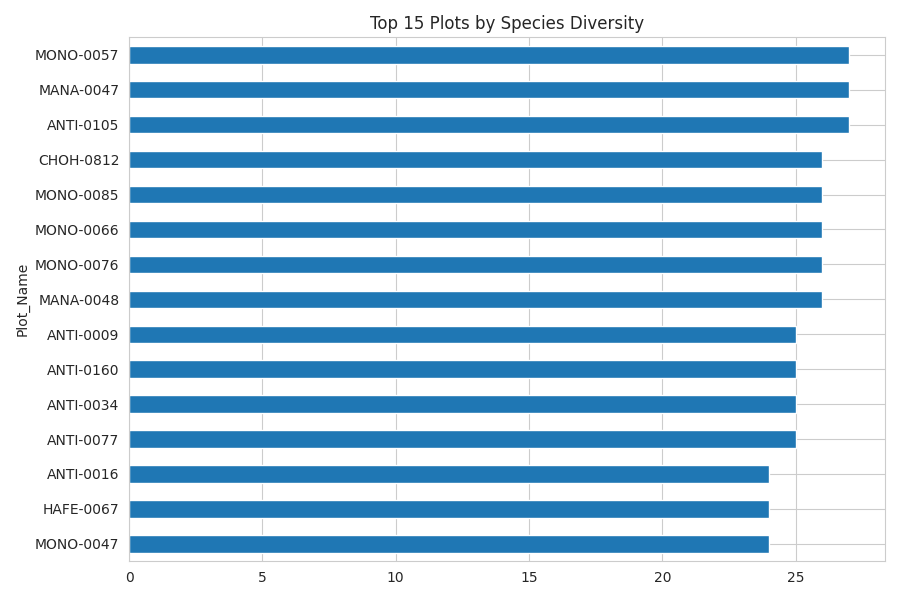 Top 15 Plots by Species Diversity
Plot_Name
MONO-0057
MANA-0047
ANTI-0105
CHOH-0812
MONO-0085
MONO-0066
MONO-0076
MANA-0048
ANTI-0009
ANTI-0160
ANTI-0034
ANTI-0077
ANTI-0016
HAFE-0067
MONO-0047
0 5 10 15 20 25